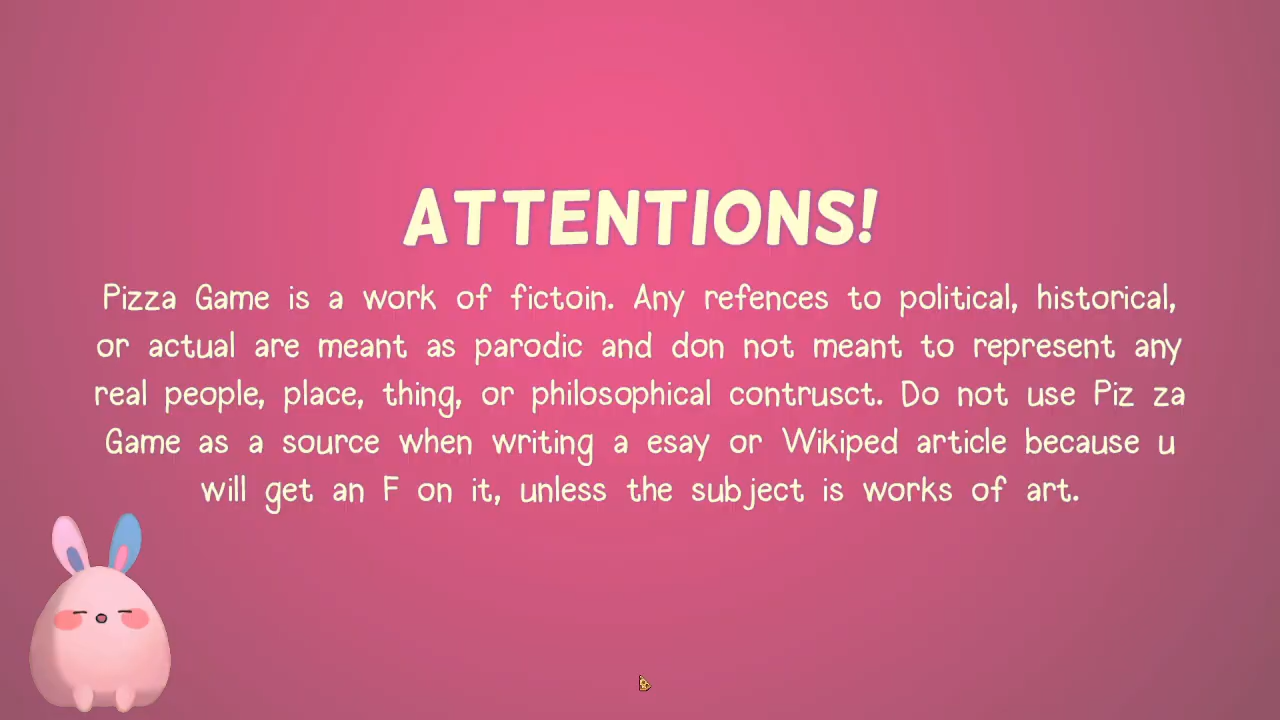 ATTENTIONS!
Pizza Game is a work of fictoin. Any refences to political, historical,
or actual are meant as parodic and don not meant to represent any
real people, place, thing, or philosophical contrusct. Do not use Piz za
Game as a source when writing a esay or Wikiped article because u
will get an F on it, unless the subject is works of art.